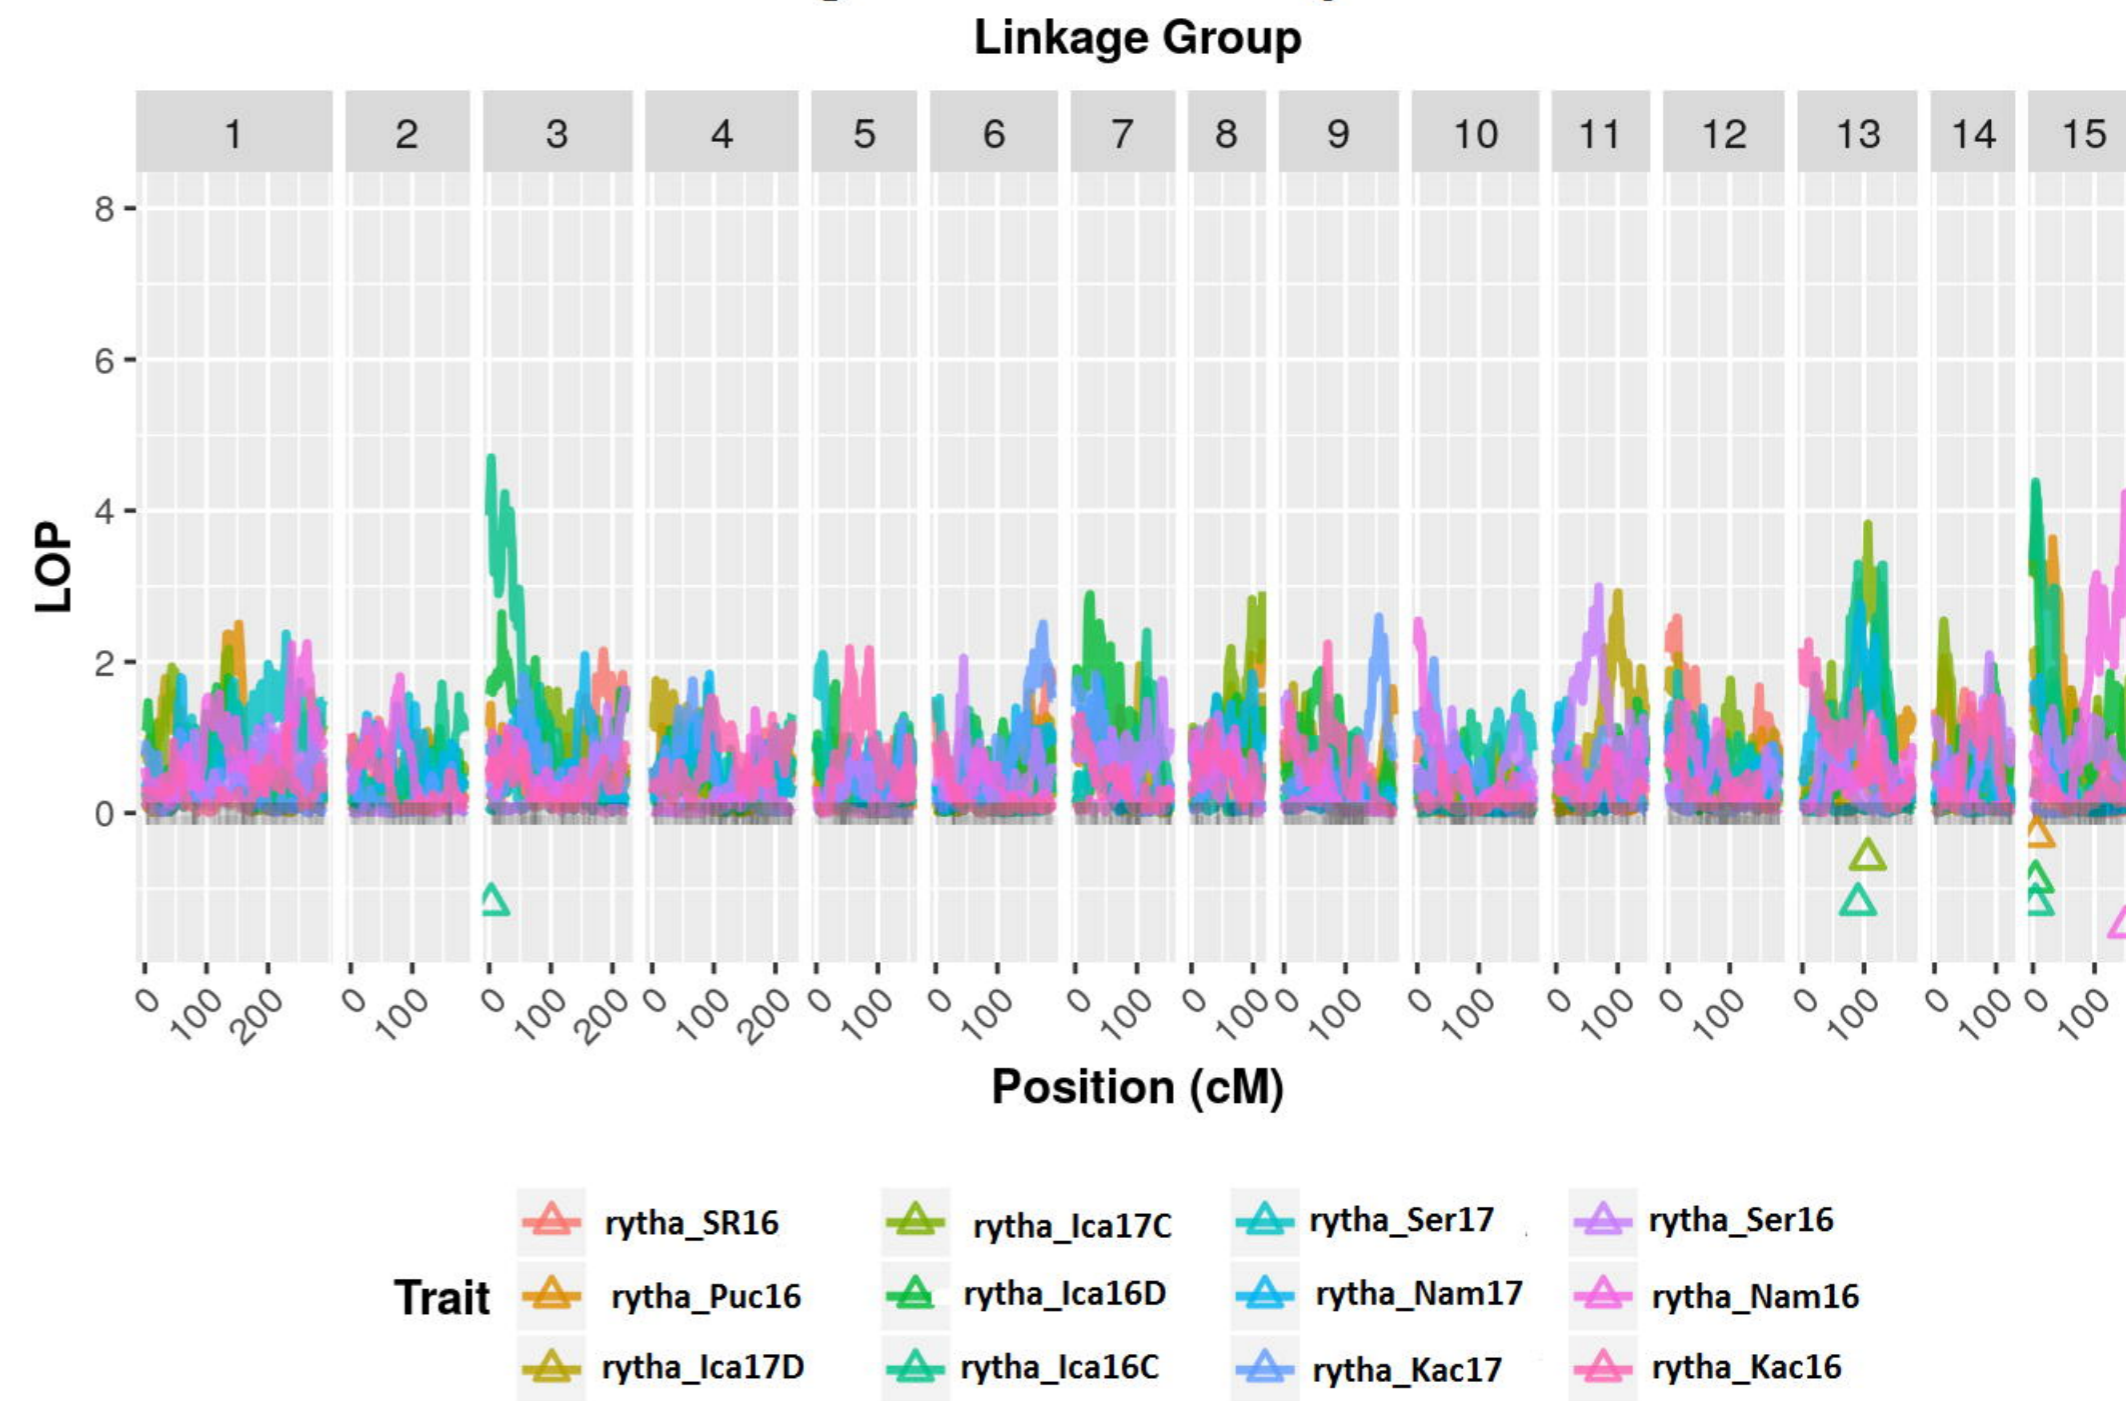 Linkage Group
1 2 3 4 5 6 7 8 9 10 11 12 13 14 15
8
6
4
2
0
LOP
0 100 200 0 100 0 100 200 0 100 200 0 100 0 100 0 100 0 100 0 100 0 100 0 100 0 100 0 100 0 100 0 100
Position (cM)
rytha_SR16 rytha_Ica17C rytha_Ser17 rytha_Ser16
Trait rytha_Puc16 rytha_Ica16D rytha_Nam17 rytha_Nam16
rytha_Ica17D rytha_Ica16C rytha_Kac17 rytha_Kac16